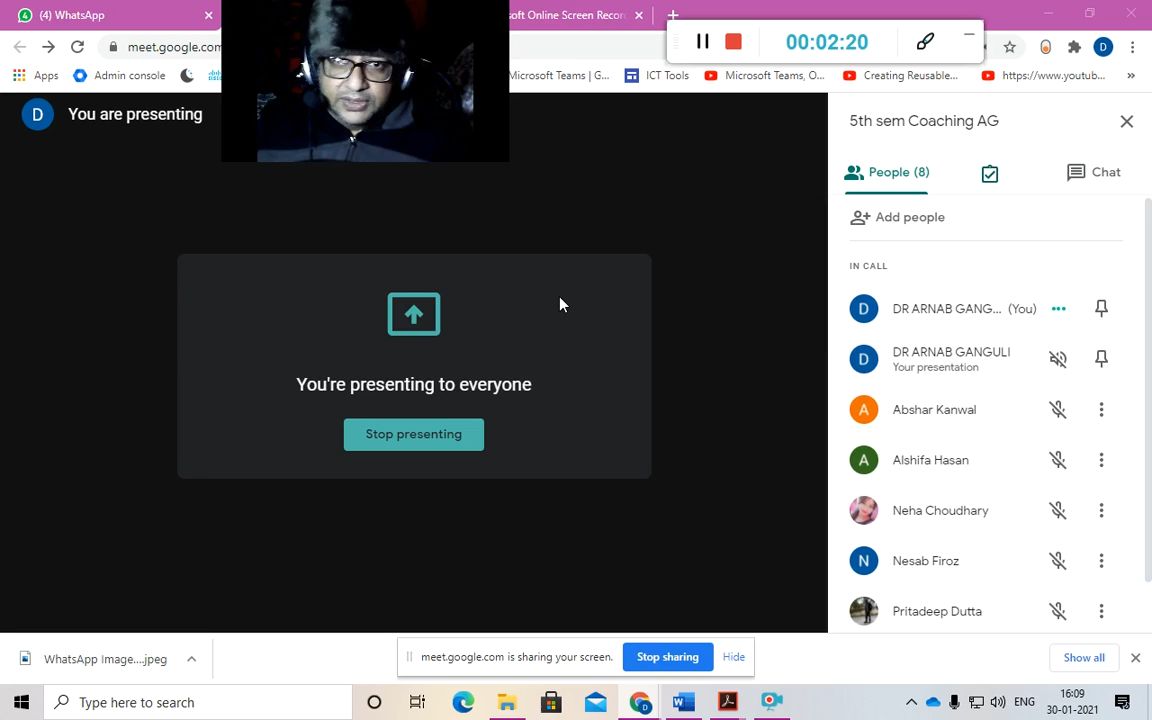 (4) WhatsApp
soft Online Screen Recor
00:02:20
meet.google.com
Apps
Admin console
Microsoft Teams | G...
ICT Tools
Microsoft Teams, O...
Creating Reusable...
https://www.youtub...
D
D You are presenting
5th sem Coaching AG
People (8)
Chat
Add people
IN CALL
D DR ARNAB GANG... (You)
D DR ARNAB GANGULI
Your presentation
A Abshar Kanwal
A Alshifa Hasan
Neha Choudhary
N Nesab Firoz
Pritadeep Dutta
You're presenting to everyone
Stop presenting
WhatsApp Image....jpeg
meet.google.com is sharing your screen.
Stop sharing
Hide
Show all
Type here to search
ENG
16:09
30-01-2021